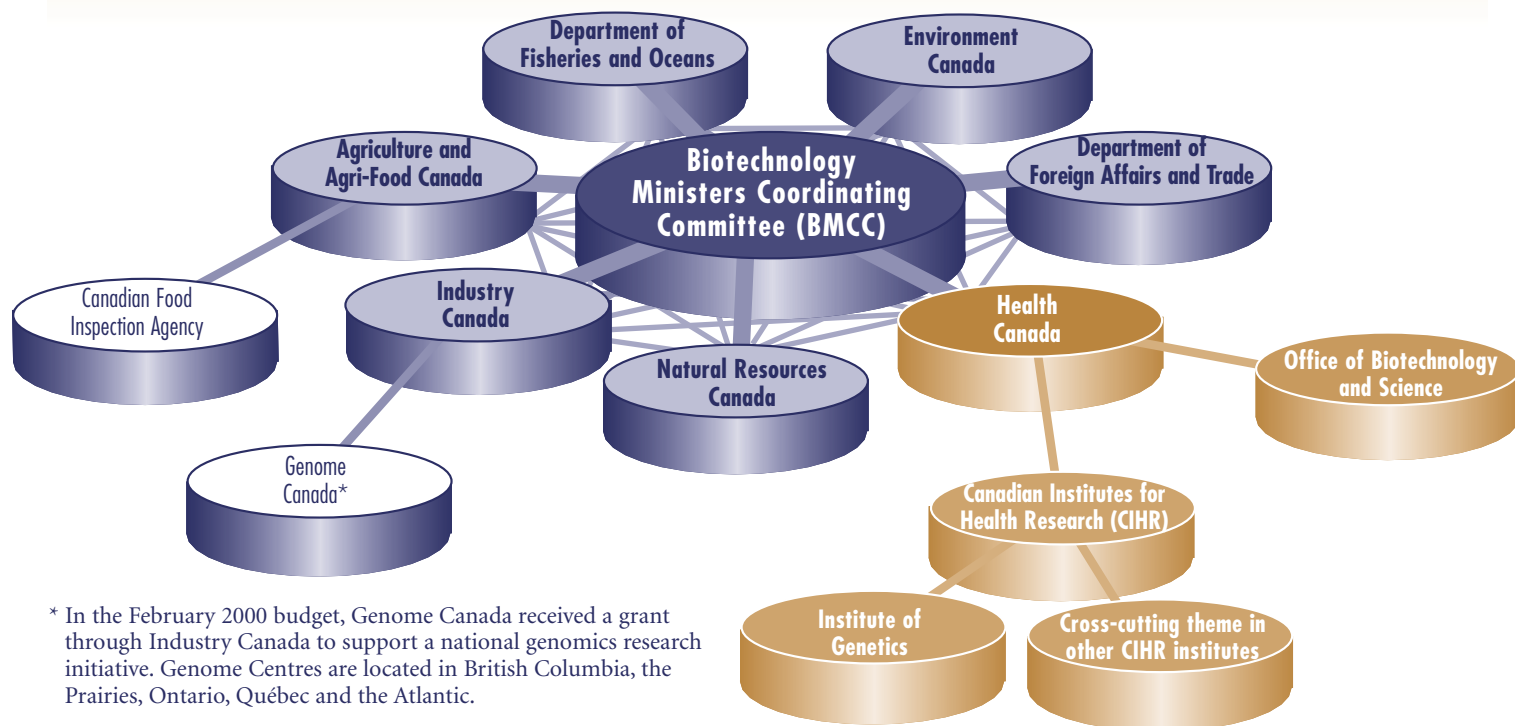 Department of
Fisheries and Oceans
Environment
Canada
Agriculture and
Agri-Food Canada
Biotechnology
Ministers Coordinating
Committee (BMCC)
Department of
Foreign Affairs and Trade
Canadian Food
Inspection Agency
Industry
Canada
Health
Canada
Natural Resources
Canada
Office of Biotechnology
and Science
Genome
Canada*
Canadian Institutes for
Health Research (CIHR)
Institute of
Genetics
Cross-cutting theme in
other CIHR institutes
* In the February 2000 budget, Genome Canada received a grant
through Industry Canada to support a national genomics research
initiative. Genome Centres are located in British Columbia, the
Prairies, Ontario, Québec and the Atlantic.